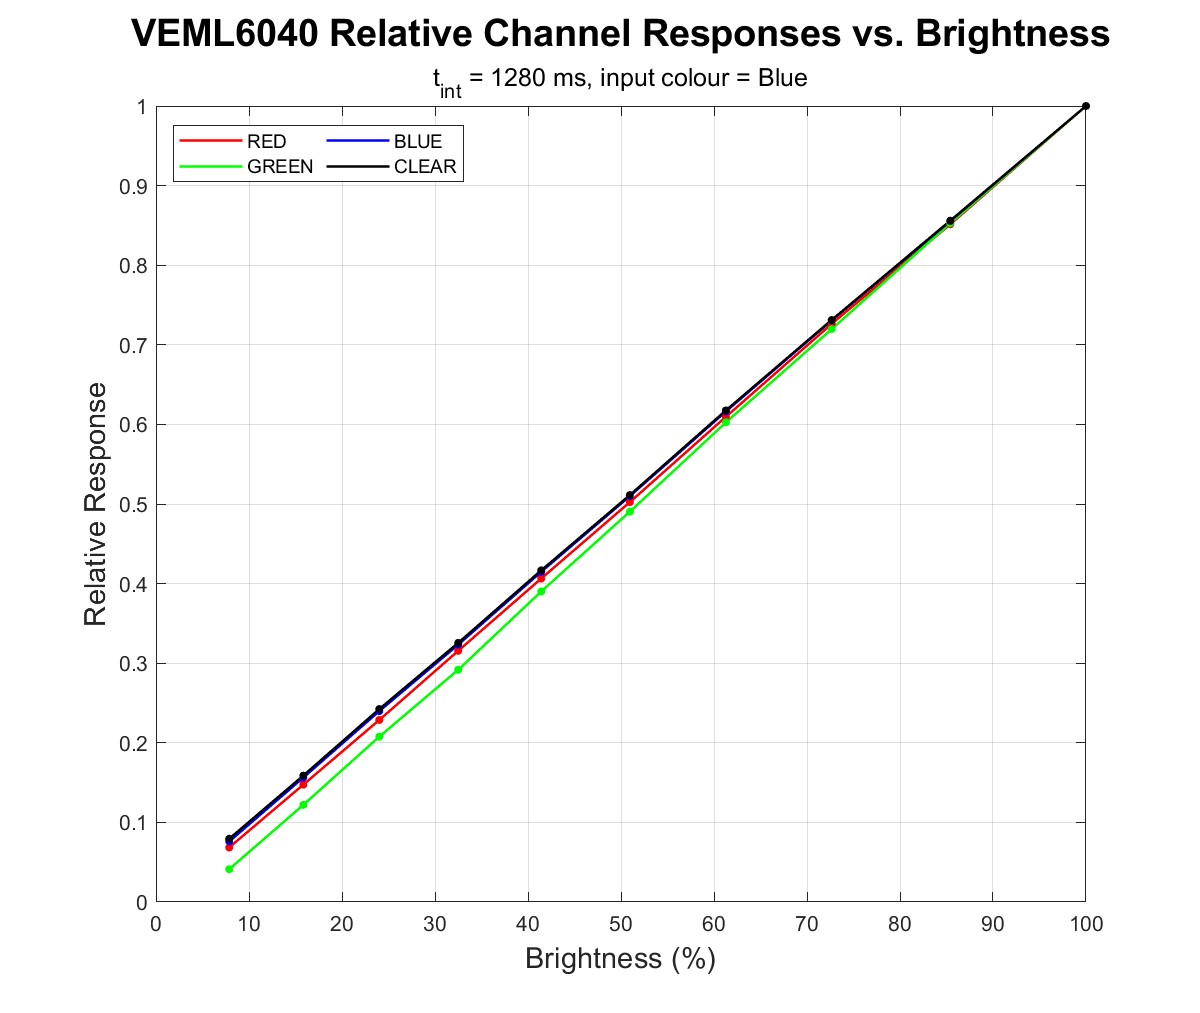 VEML6040 Relative Channel Responses vs. Brightness
t_int = 1280 ms, input colour = Blue
RED BLUE
GREEN CLEAR
1
0.9
0.8
0.7
0.6
0.5
0.4
0.3
0.2
0.1
0
Relative Response
0 10 20 30 40 50 60 70 80 90 100
Brightness (%)